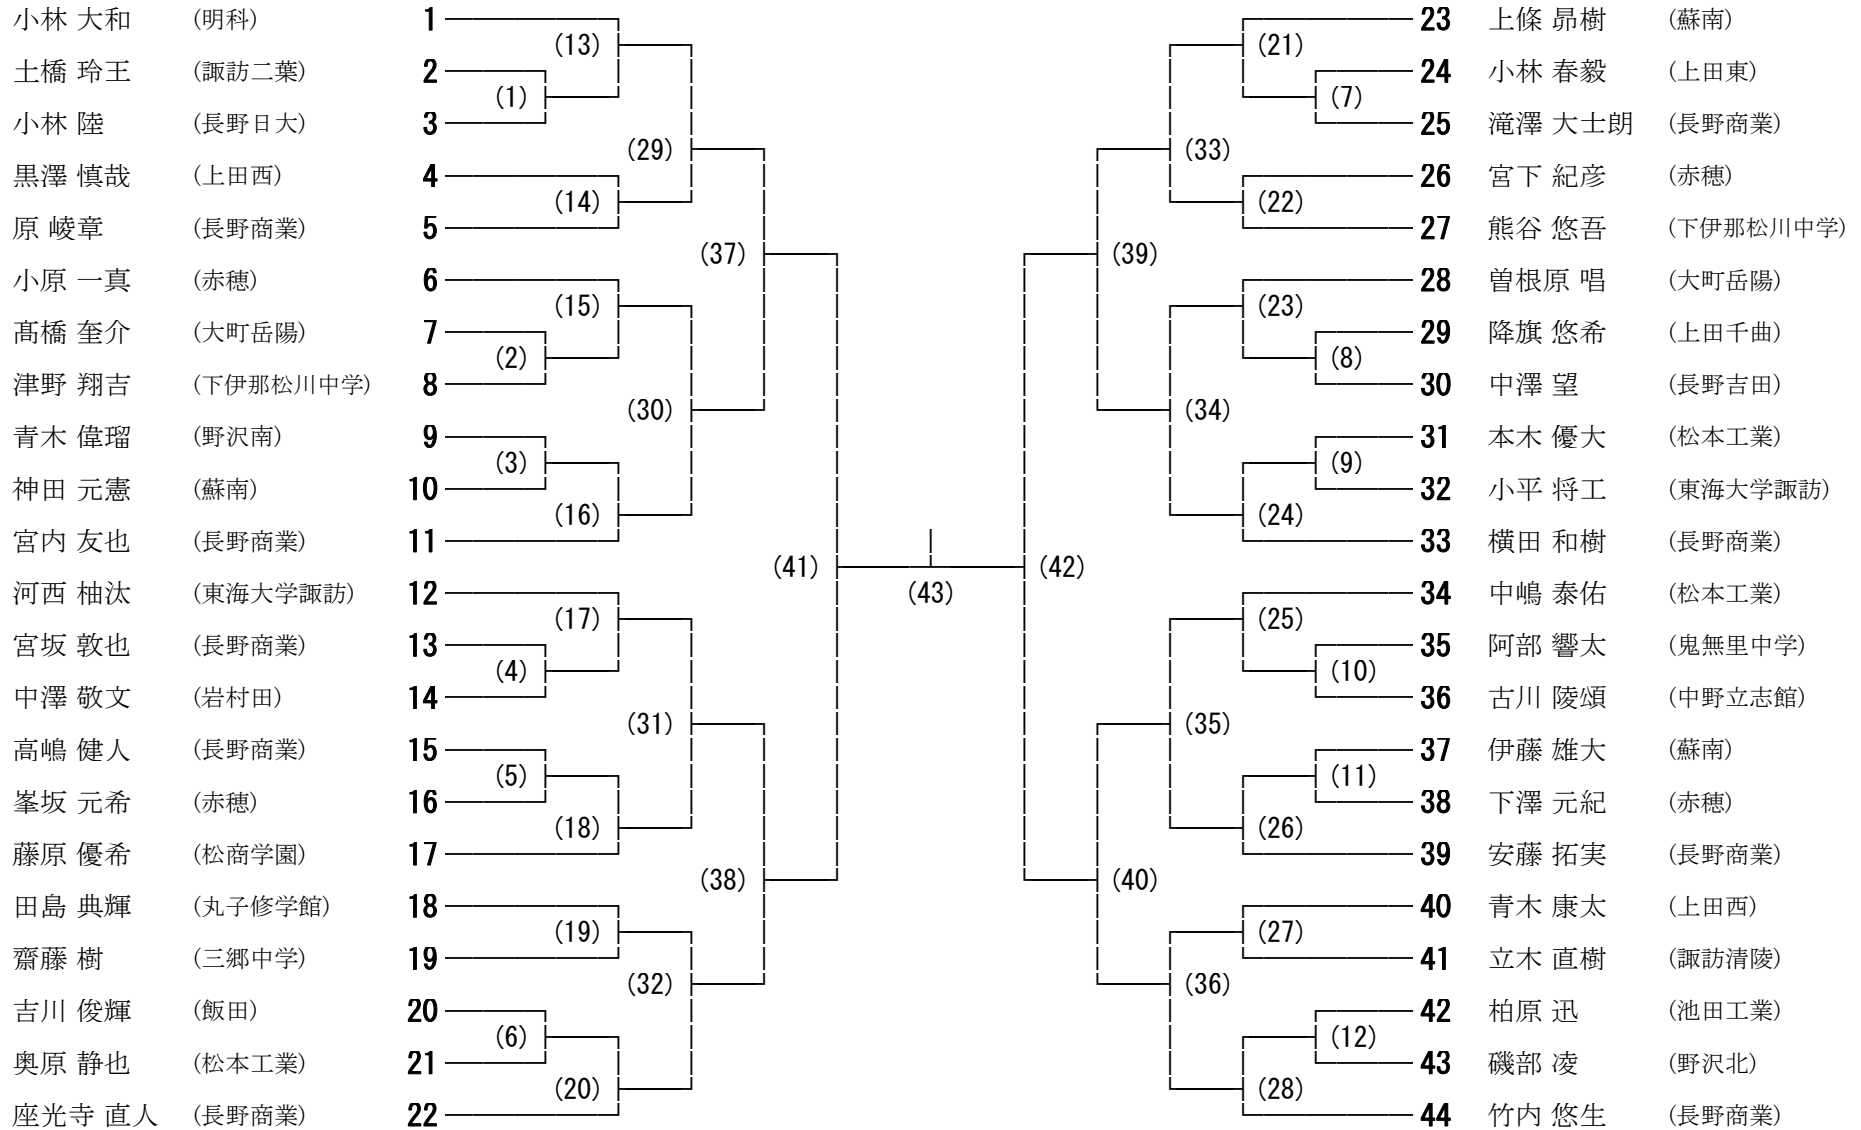 小林 大和 (明科) 1
(13)
土橋 玲王 (諏訪二葉) 2
(1)
小林 陸 (長野日大) 3
(29)
黒澤 慎哉 (上田西) 4
(14)
原 崚章 (長野商業) 5
(37)
小原 一真 (赤穂) 6
(15)
髙橋 奎介 (大町岳陽) 7
(2)
津野 翔吉 (下伊那松川中学) 8
(30)
青木 偉瑠 (野沢南) 9
(3)
神田 元憲 (蘇南) 10
(16)
宮内 友也 (長野商業) 11
(41)
河西 柚汰 (東海大学諏訪) 12
(17)
宮坂 敦也 (長野商業) 13
(4)
中澤 敬文 (岩村田) 14
(31)
高嶋 健人 (長野商業) 15
(5)
峯坂 元希 (赤穂) 16
(18)
藤原 優希 (松商学園) 17
(38)
田島 典輝 (丸子修学館) 18
(19)
齋藤 樹 (三郷中学) 19
(32)
吉川 俊輝 (飯田) 20
(6)
奥原 静也 (松本工業) 21
(20)
座光寺 直人 (長野商業) 22
(43)
23 上條 昴樹 (蘇南)
(21)
24 小林 春毅 (上田東)
(7)
25 滝澤 大士朗 (長野商業)
(33)
26 宮下 紀彦 (赤穂)
(22)
27 熊谷 悠吾 (下伊那松川中学)
(39)
28 曽根原 唱 (大町岳陽)
(23)
29 降旗 悠希 (上田千曲)
(8)
30 中澤 望 (長野吉田)
(34)
31 本木 優大 (松本工業)
(9)
32 小平 将工 (東海大学諏訪)
(24)
33 横田 和樹 (長野商業)
(42)
34 中嶋 泰佑 (松本工業)
(25)
35 阿部 響太 (鬼無里中学)
(10)
36 古川 陵頌 (中野立志館)
(35)
37 伊藤 雄大 (蘇南)
(11)
38 下澤 元紀 (赤穂)
(26)
39 安藤 拓実 (長野商業)
(40)
40 青木 康太 (上田西)
(27)
41 立木 直樹 (諏訪清陵)
(36)
42 柏原 迅 (池田工業)
(12)
43 磯部 凌 (野沢北)
(28)
44 竹内 悠生 (長野商業)